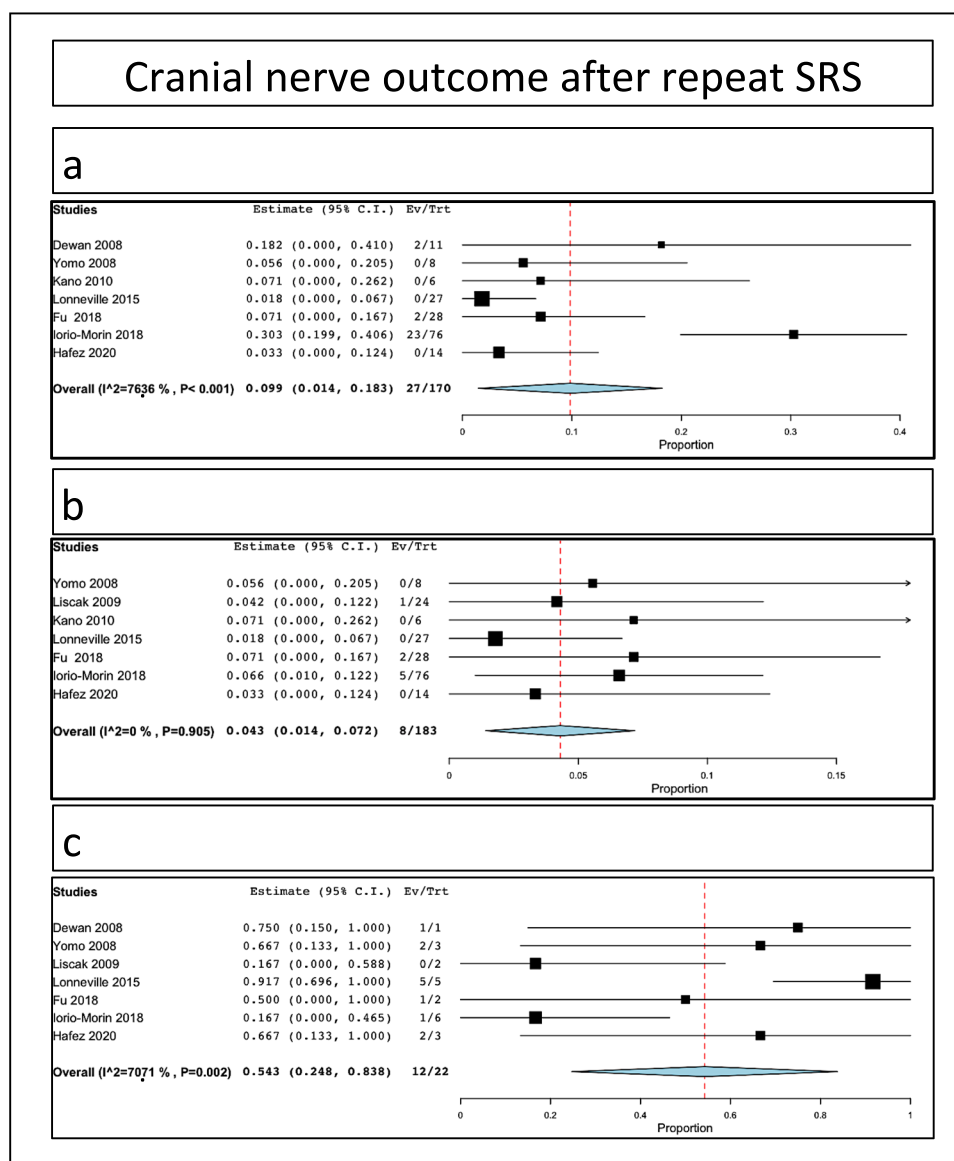 Cranial nerve outcome after repeat SRS
a
Studies Estimate (95% C.I.) Ev/Trt
Dewan 2008 0.182 (0.000, 0.410) 2/11
Yomo 2008 0.056 (0.000, 0.205) 0/8
Kano 2010 0.071 (0.000, 0.262) 0/6
Lonneville 2015 0.018 (0.000, 0.067) 0/27
Fu 2018 0.071 (0.000, 0.167) 2/28
Iorio-Morin 2018 0.303 (0.199, 0.406) 23/76
Hafez 2020 0.033 (0.000, 0.124) 0/14
Overall (I^2=76.36 % , P< 0.001) 0.099 (0.014, 0.183) 27/170
0 0.1 0.2 0.3 0.4
Proportion
b
Studies Estimate (95% C.I.) Ev/Trt
Yomo 2008 0.056 (0.000, 0.205) 0/8
Liscak 2009 0.042 (0.000, 0.122) 1/24
Kano 2010 0.071 (0.000, 0.262) 0/6
Lonneville 2015 0.018 (0.000, 0.067) 0/27
Fu 2018 0.071 (0.000, 0.167) 2/28
Iorio-Morin 2018 0.066 (0.010, 0.122) 5/76
Hafez 2020 0.033 (0.000, 0.124) 0/14
Overall (I^2=0 % , P=0.905) 0.043 (0.014, 0.072) 8/183
0 0.05 0.1 0.15
Proportion
c
Studies Estimate (95% C.I.) Ev/Trt
Dewan 2008 0.750 (0.150, 1.000) 1/1
Yomo 2008 0.667 (0.133, 1.000) 2/3
Liscak 2009 0.167 (0.000, 0.588) 0/2
Lonneville 2015 0.917 (0.696, 1.000) 5/5
Fu 2018 0.500 (0.000, 1.000) 1/2
Iorio-Morin 2018 0.167 (0.000, 0.465) 1/6
Hafez 2020 0.667 (0.133, 1.000) 2/3
Overall (I^2=70.71 % , P=0.002) 0.543 (0.248, 0.838) 12/22
0 0.2 0.4 0.6 0.8 1
Proportion